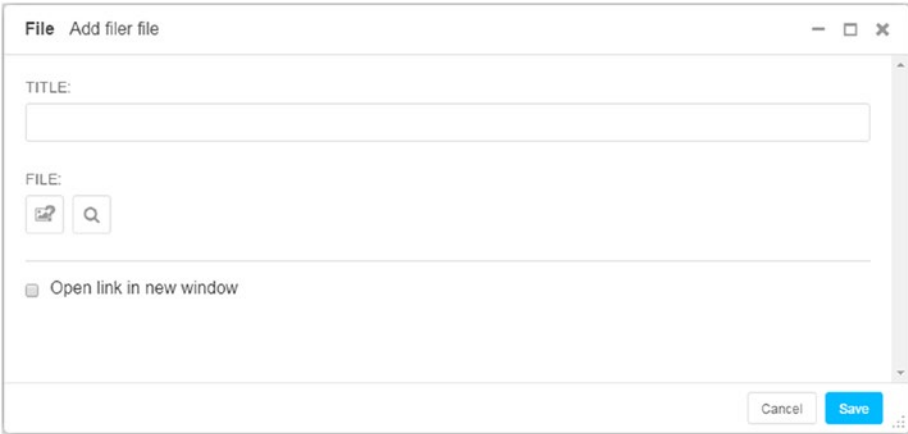 File Add filer file
TITLE:
FILE:
Open link in new window
Cancel Save